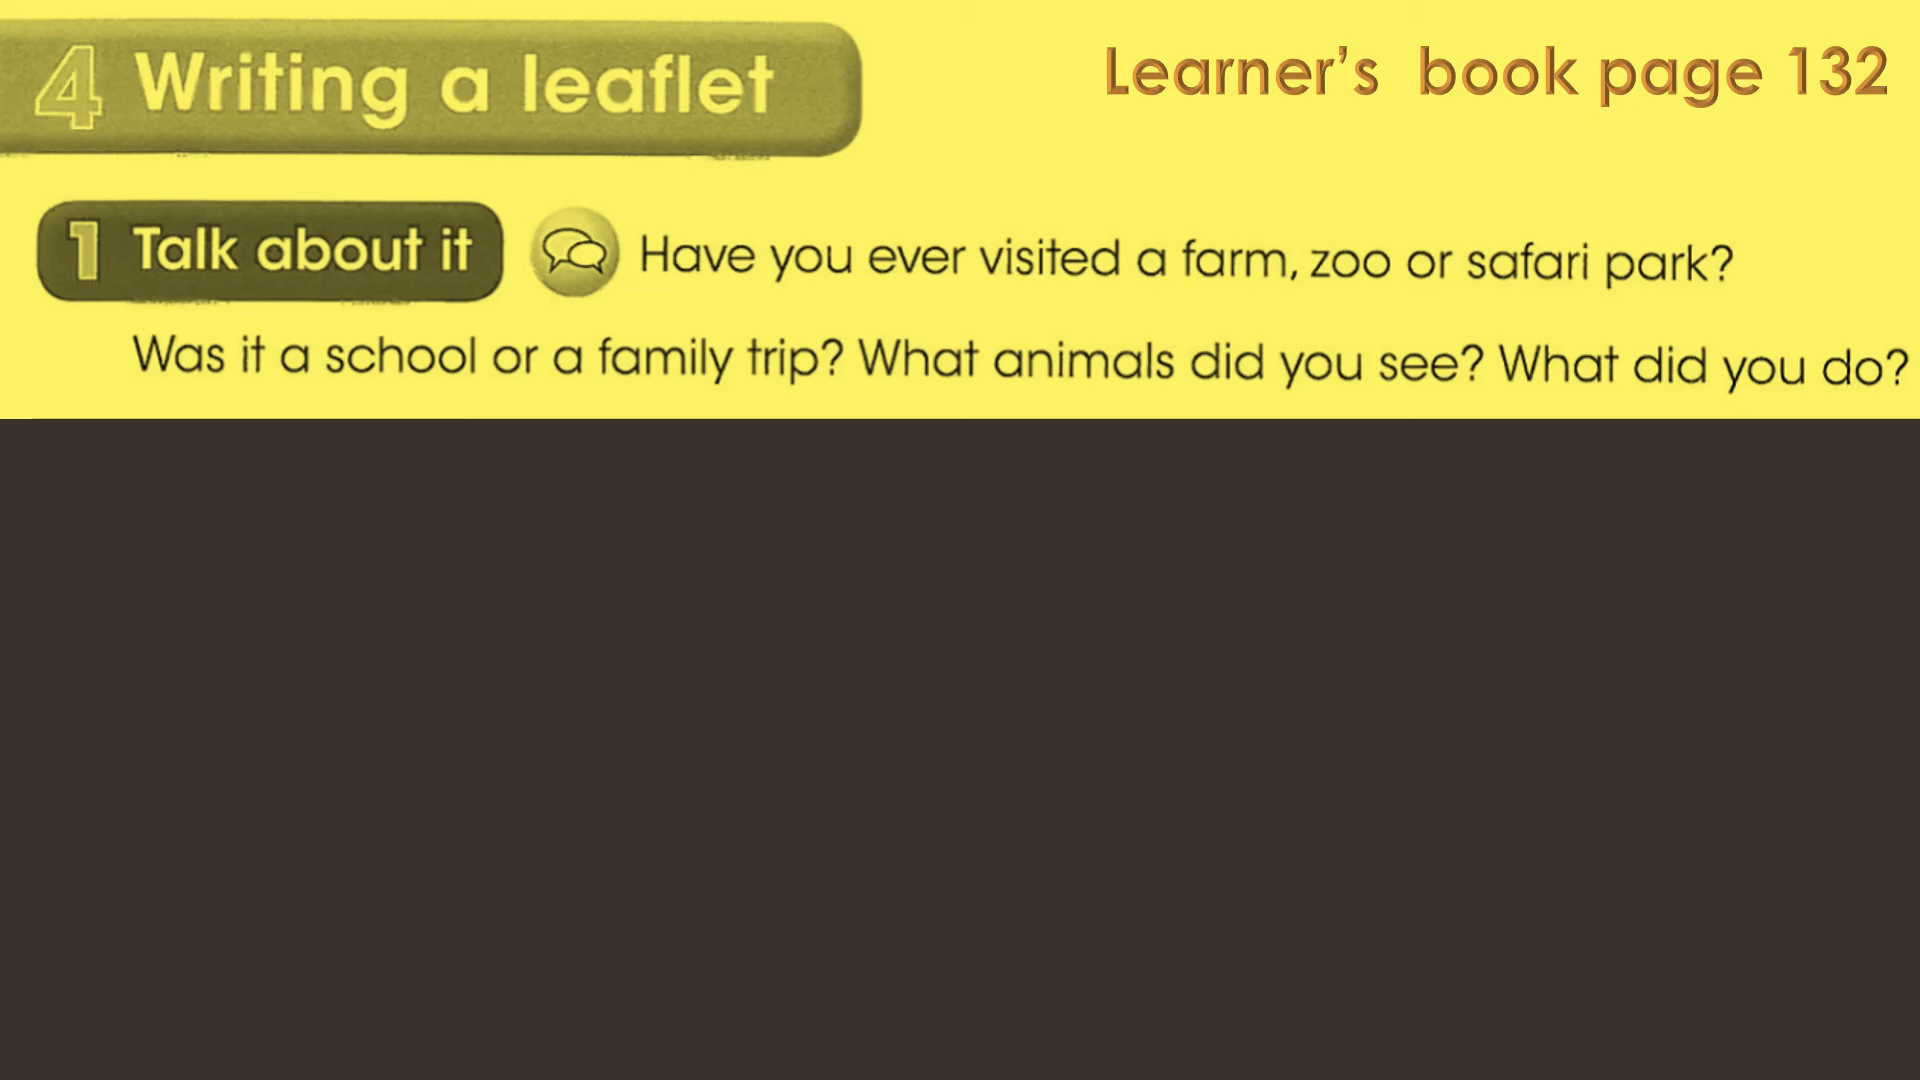 4 Writing a leaflet
Learner's book page 132
1 Talk about it Have you ever visited a farm, zoo or safari park?
Was it a school or a family trip? What animals did you see? What did you do?